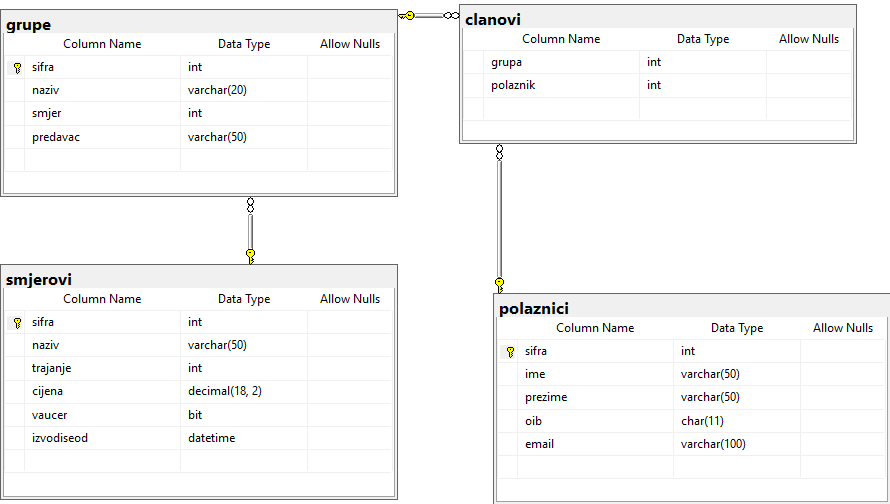 grupe
Column Name Data Type Allow Nulls
sifra int
naziv varchar(20)
smjer int
predavac varchar(50)
clanovi
Column Name Data Type Allow Nulls
grupa int
polaznik int
smjerovi
Column Name Data Type Allow Nulls
sifra int
naziv varchar(50)
trajanje int
cijena decimal(18, 2)
vaucer bit
izvodiseod datetime
polaznici
Column Name Data Type Allow Nulls
sifra int
ime varchar(50)
prezime varchar(50)
oib char(11)
email varchar(100)